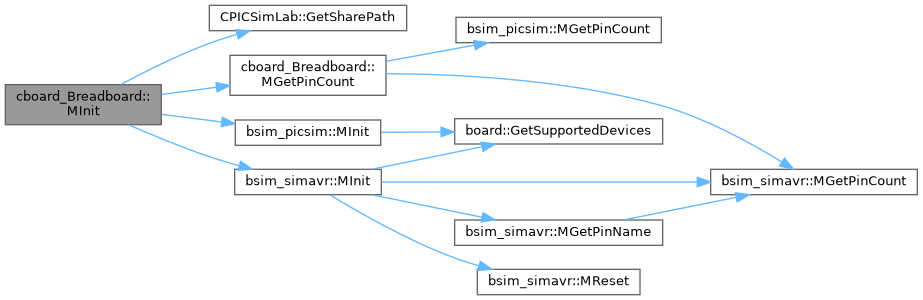 cboard_Breadboard::
MInit
CPICSimLab::GetSharePath
cboard_Breadboard::
MGetPinCount
bsim_picsim::MGetPinCount
bsim_picsim::MInit
board::GetSupportedDevices
bsim_simavr::MInit
bsim_simavr::MGetPinCount
bsim_simavr::MGetPinName
bsim_simavr::MReset